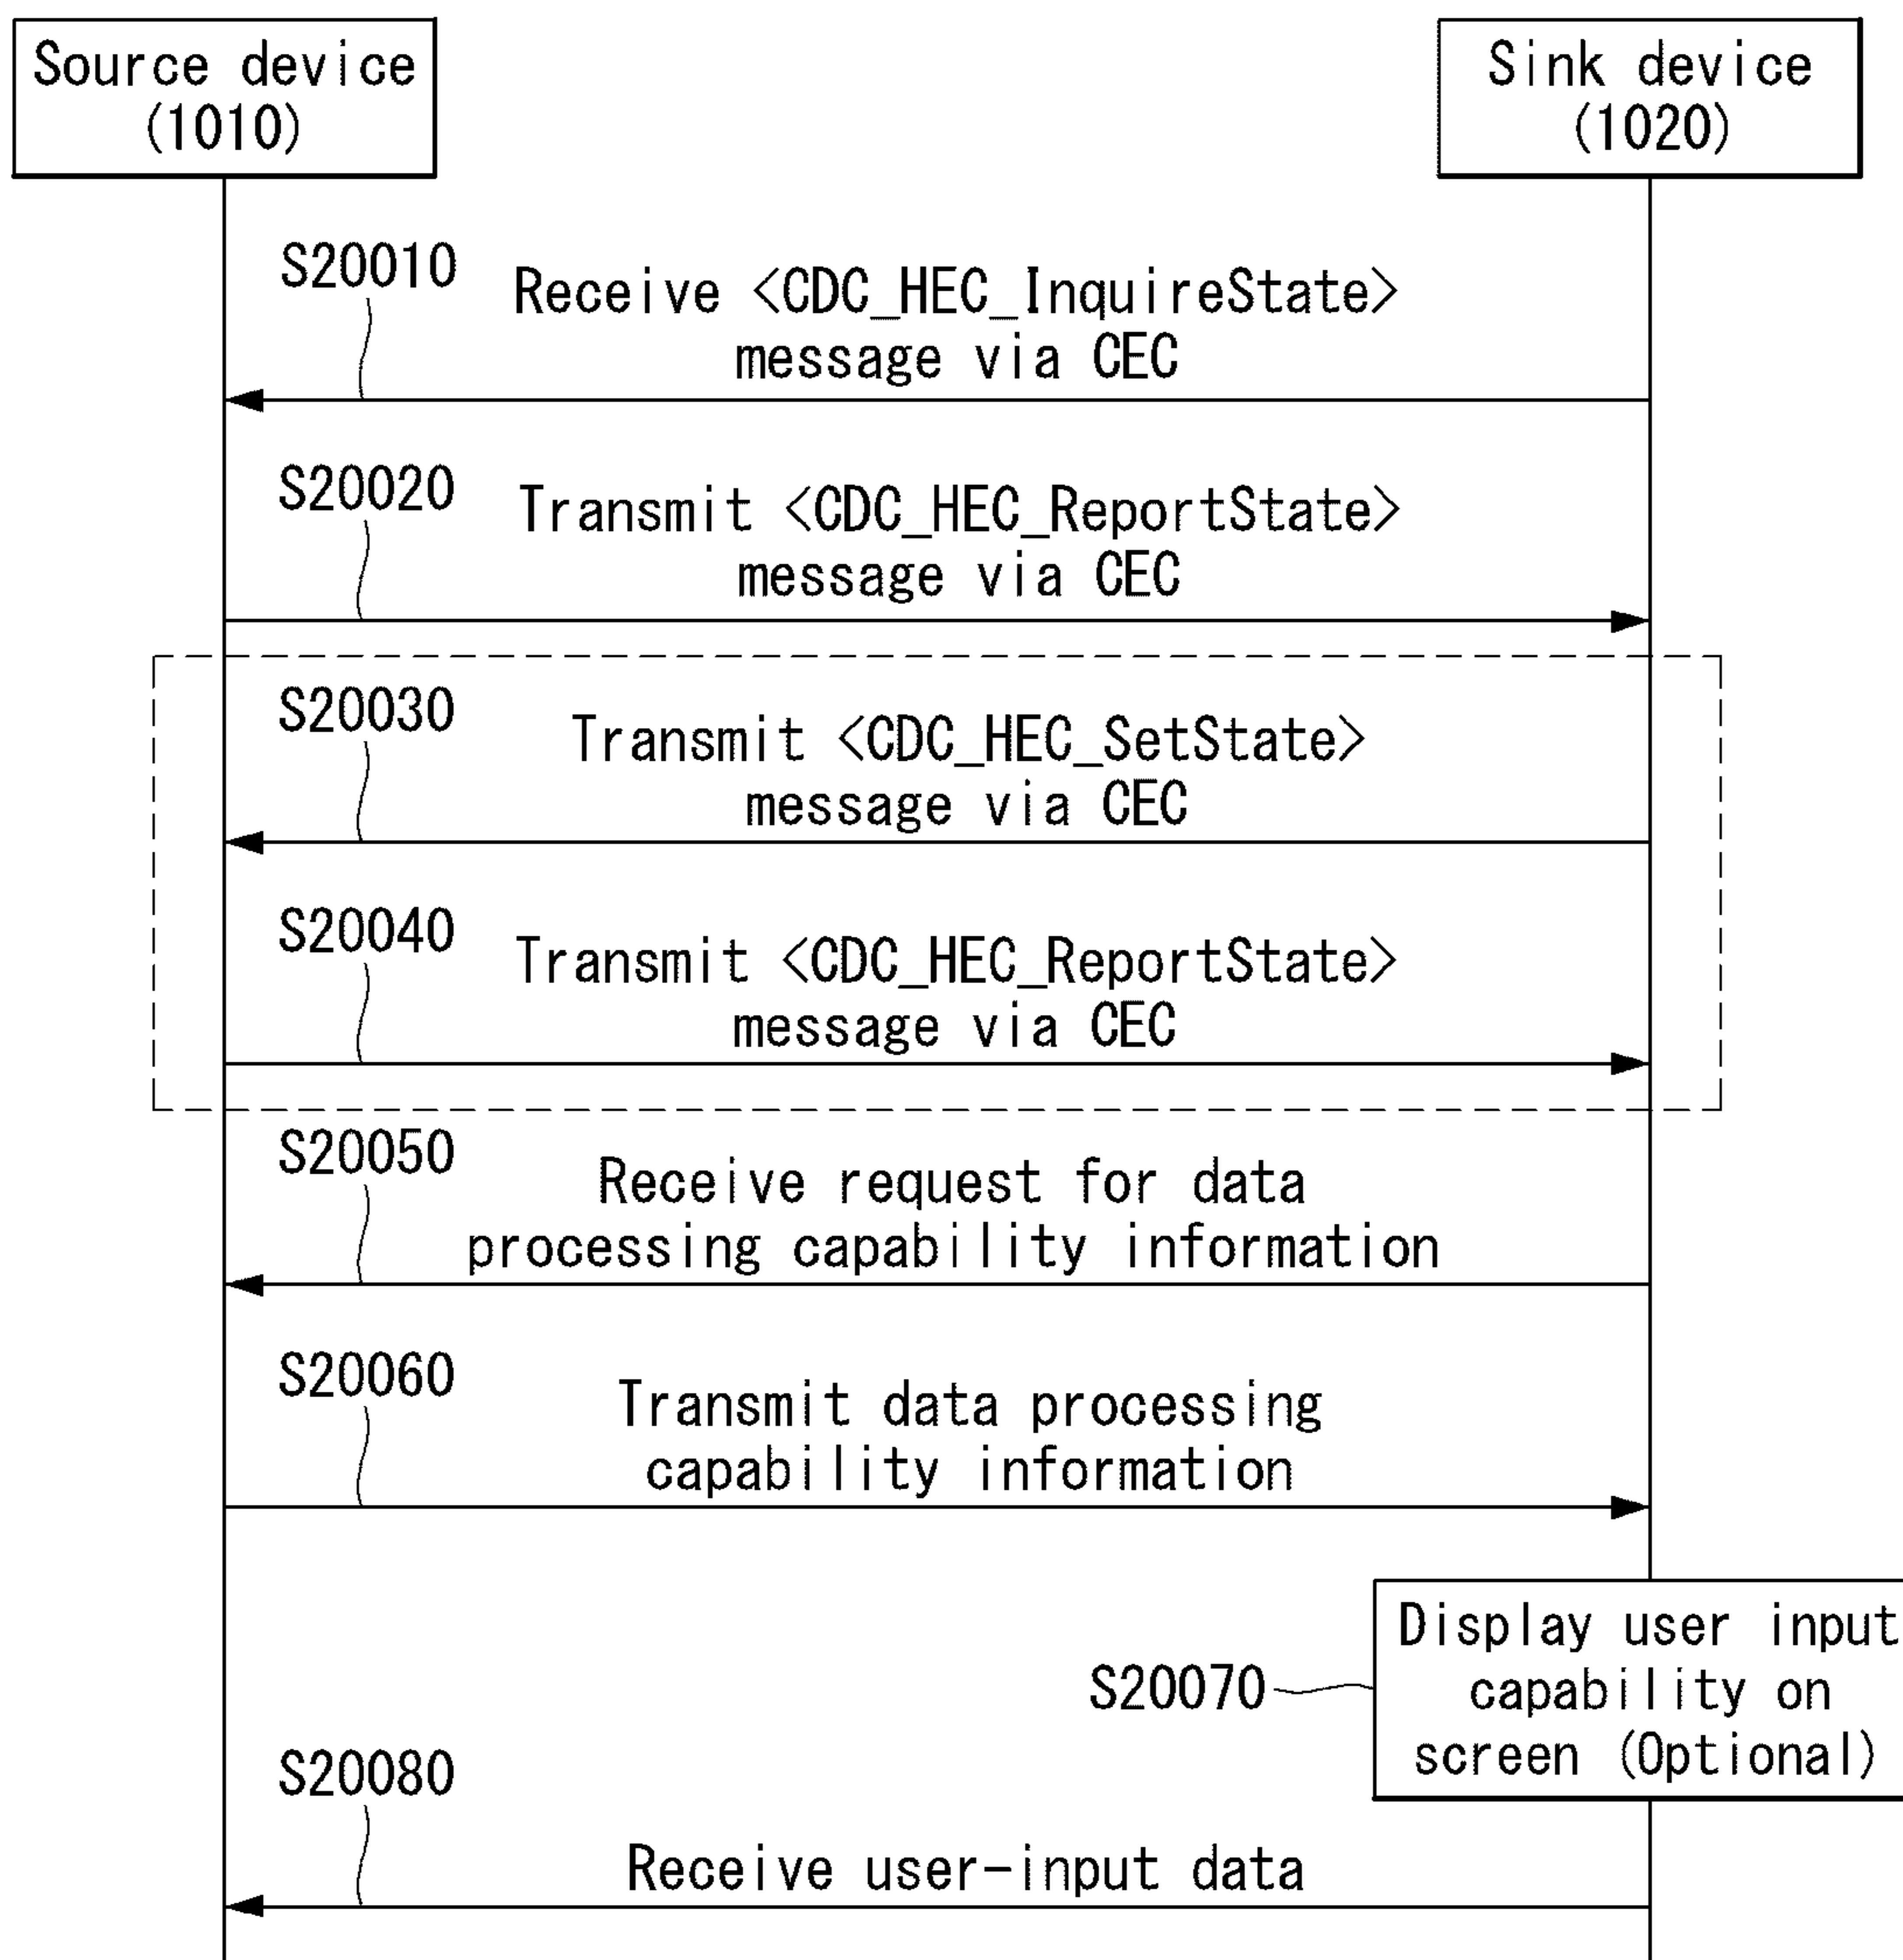 Source device
(1010)
Sink device
(1020)
S20010
Receive <CDC_HEC_InquireState>
message via CEC
S20020
Transmit <CDC_HEC_ReportState>
message via CEC
S20030
Transmit <CDC_HEC_SetState>
message via CEC
S20040
Transmit <CDC_HEC_ReportState>
message via CEC
S20050
Receive request for data
processing capability information
S20060
Transmit data processing
capability information
Display user input
capability on
screen (Optional)
S20070
S20080
Receive user-input data